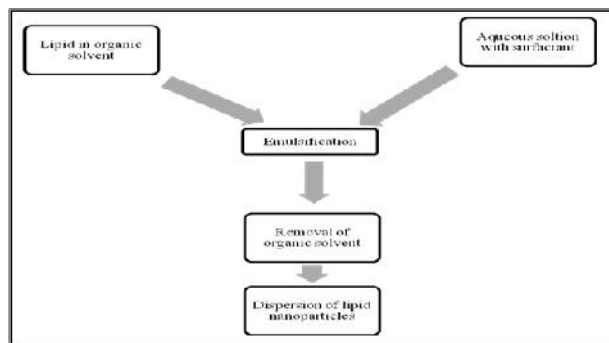 Lipid in organic
solvent
Aqueous soltion
with surfactant
Emulsification
Removal of
organic solvent
Dispersion of lipid
nanoparticles